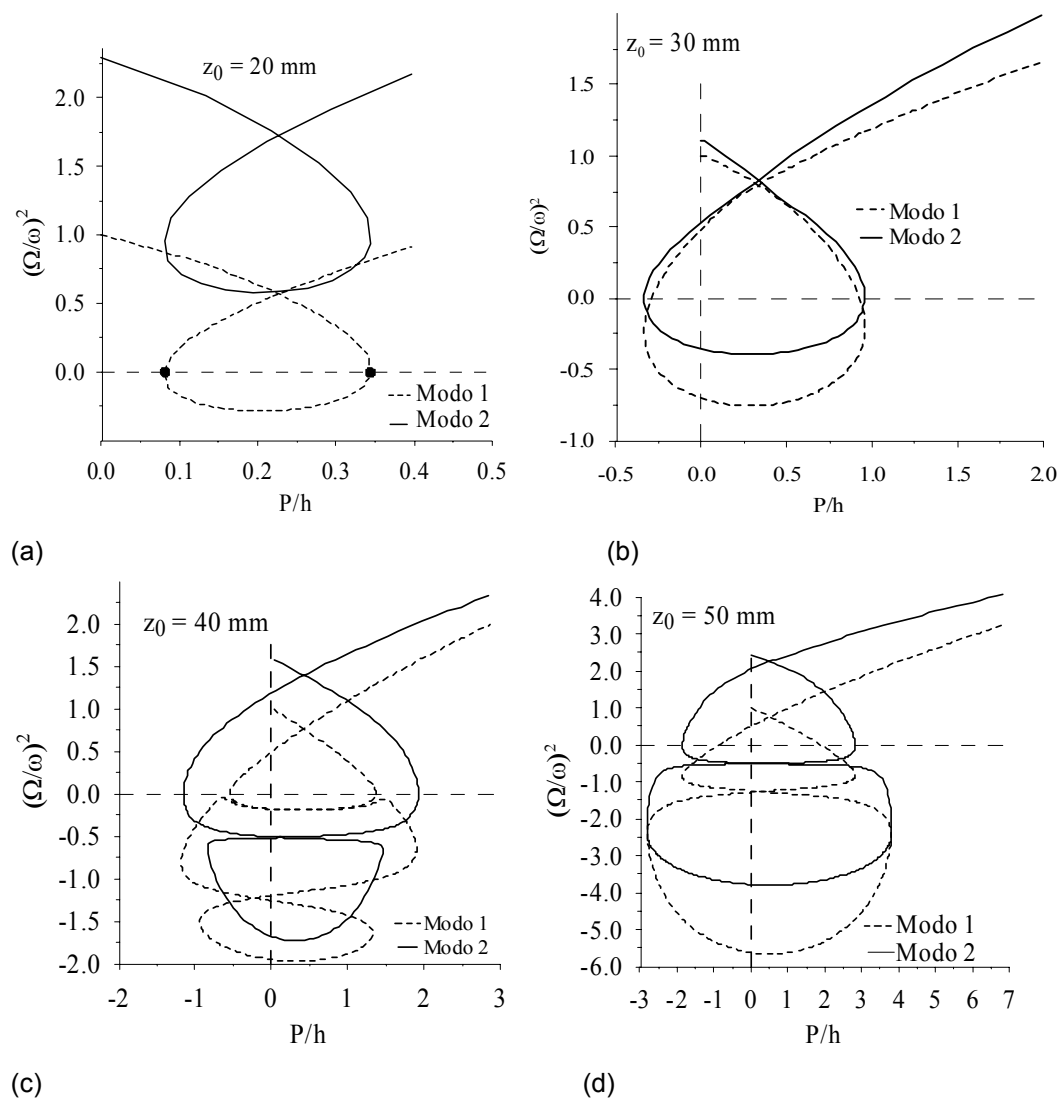 z0 = 20 mm
2.0
1.5
1.0
0.5
0.0
(Ω/ω)²
Modo 1
Modo 2
0.0 0.1 0.2 0.3 0.4 0.5
P/h
(a)
z0 = 30 mm
1.5
1.0
0.5
0.0
-0.5
-1.0
(Ω/ω)²
Modo 1
Modo 2
-0.5 0.0 0.5 1.0 1.5 2.0
P/h
(b)
z0 = 40 mm
2.0
1.5
1.0
0.5
0.0
-0.5
-1.0
-1.5
-2.0
(Ω/ω)²
Modo 1
Modo 2
-2 -1 0 1 2 3
P/h
(c)
z0 = 50 mm
4.0
3.0
2.0
1.0
0.0
-1.0
-2.0
-3.0
-4.0
-5.0
-6.0
(Ω/ω)²
Modo 1
Modo 2
-3 -2 -1 0 1 2 3 4 5 6 7
P/h
(d)